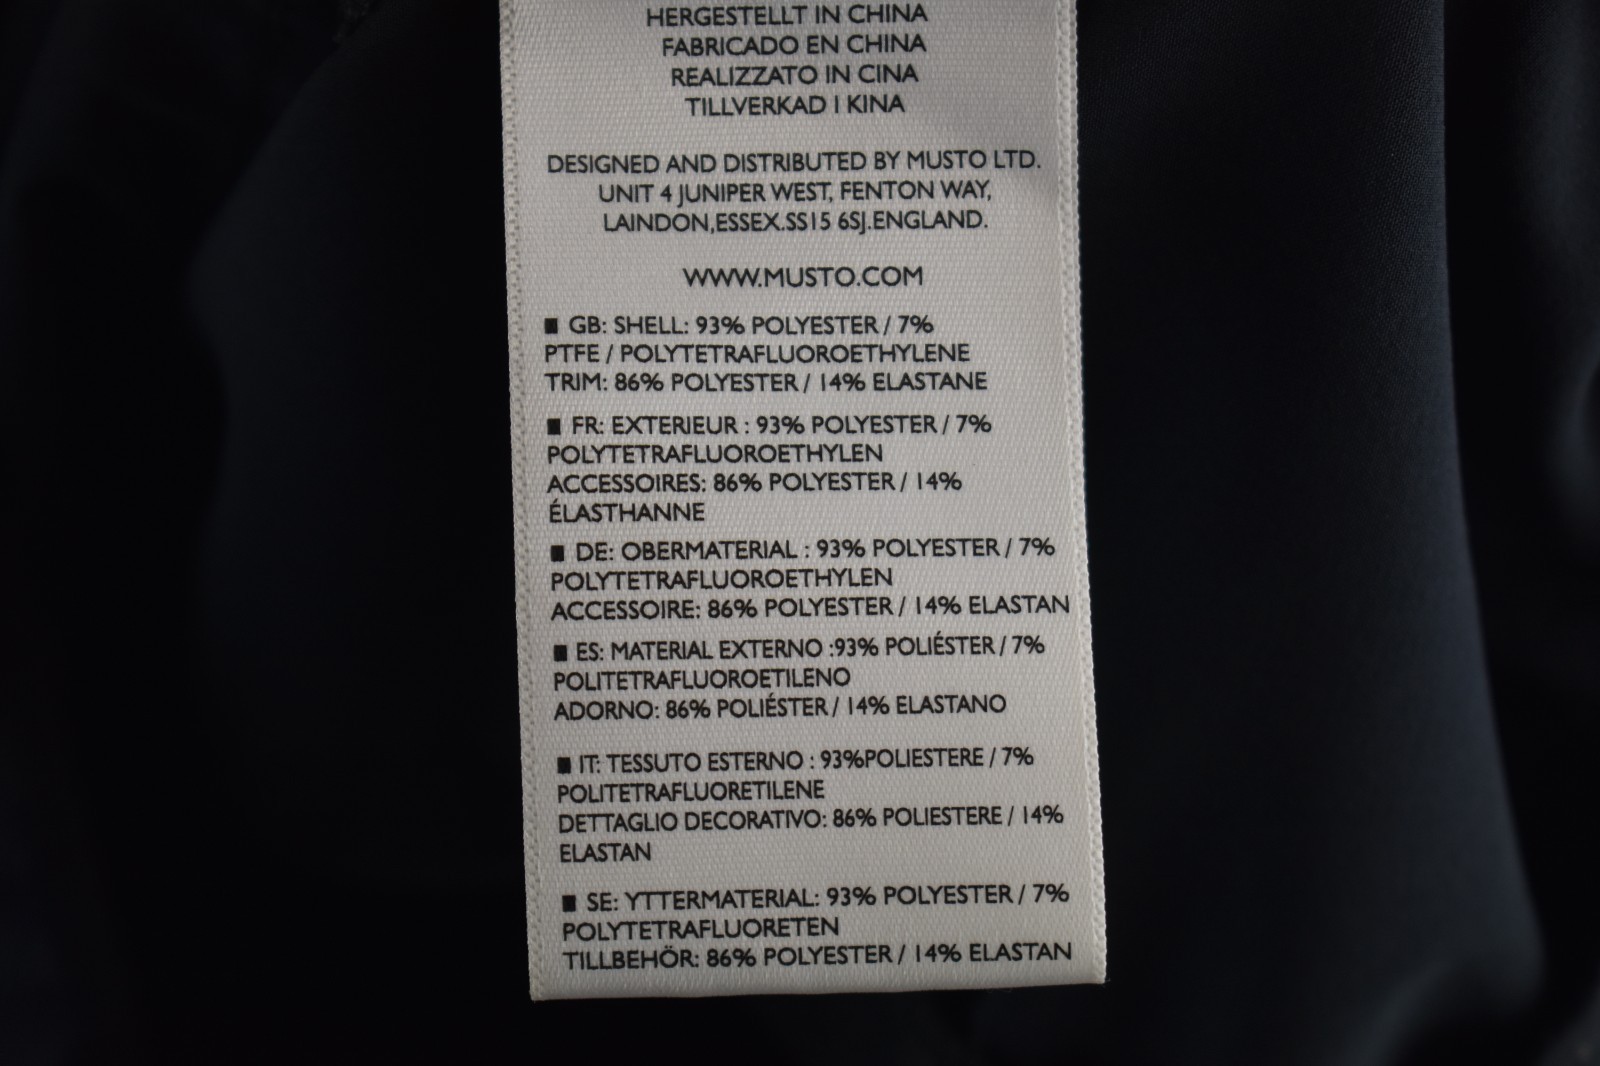 HERGESTELLT IN CHINA
FABRICADO EN CHINA
REALIZZATO IN CINA
TILLVERKAD I KINA
DESIGNED AND DISTRIBUTED BY MUSTO LTD.
UNIT 4 JUNIPER WEST, FENTON WAY,
LAINDON,ESSEX.SS15 6SJ.ENGLAND.
WWW.MUSTO.COM
■ GB: SHELL: 93% POLYESTER / 7%
PTFE / POLYTETRAFLUOROETHYLENE
TRIM: 86% POLYESTER / 14% ELASTANE
■ FR: EXTERIEUR : 93% POLYESTER / 7%
POLYTETRAFLUOROETHYLEN
ACCESSOIRES: 86% POLYESTER / 14%
ÉLASTHANNE
■ DE: OBERMATERIAL : 93% POLYESTER / 7%
POLYTETRAFLUOROETHYLEN
ACCESSOIRE: 86% POLYESTER / 14% ELASTAN
■ ES: MATERIAL EXTERNO :93% POLIÉSTER / 7%
POLITETRAFLUOROETILENO
ADORNO: 86% POLIÉSTER / 14% ELASTANO
■ IT: TESSUTO ESTERNO : 93%POLIESTERE / 7%
POLITETRAFLUORETILENE
DETTAGLIO DECORATIVO: 86% POLIESTERE / 14%
ELASTAN
■ SE: YTTERMATERIAL: 93% POLYESTER / 7%
POLYTETRAFLUORETEN
TILLBEHÖR: 86% POLYESTER / 14% ELASTAN